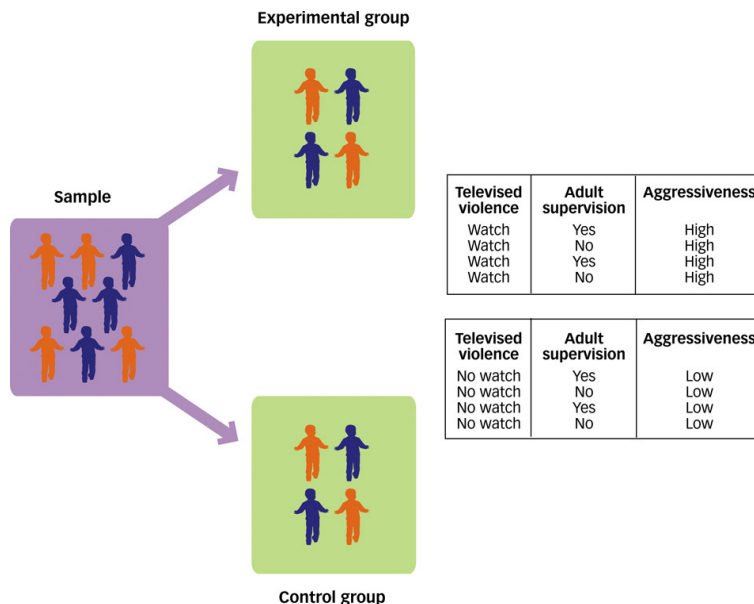 Experimental group
Sample
Televised violence Adult supervision Aggressiveness
Watch Yes High
Watch No High
Watch Yes High
Watch No High
Televised violence Adult supervision Aggressiveness
No watch Yes Low
No watch No Low
No watch Yes Low
No watch No Low
Control group